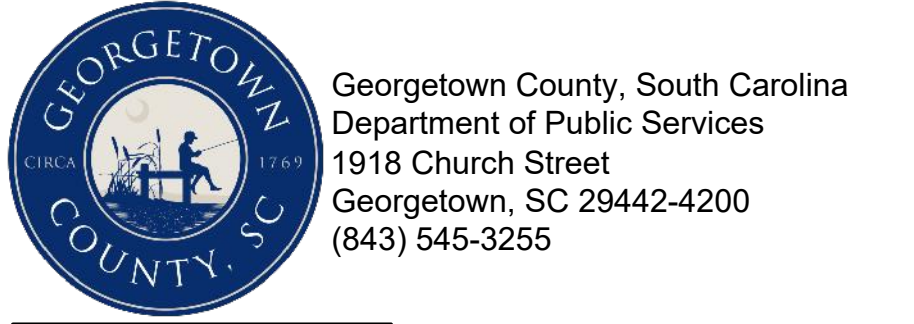 GEORGETOWN
CIRCA 1769
COUNTY, SC
Georgetown County, South Carolina
Department of Public Services
1918 Church Street
Georgetown, SC 29442-4200
(843) 545-3255